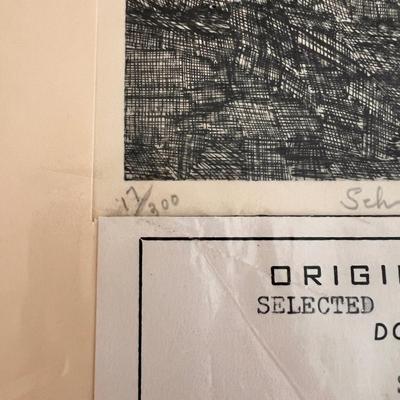 17/300 Sch
ORIGI
SELECTED
DO
S